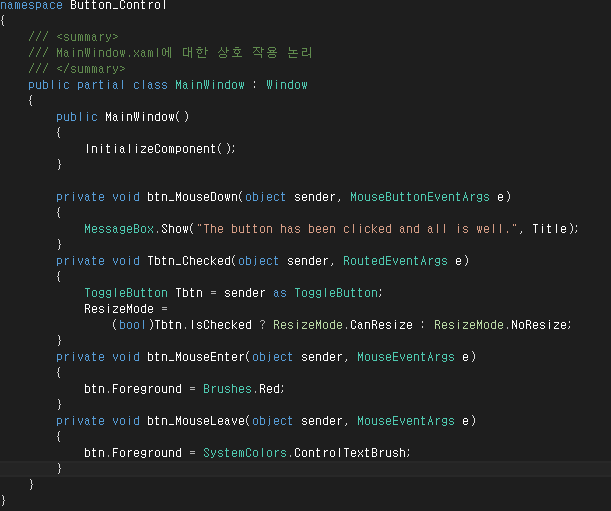 namespace Button_Control
{
/// <summary>
/// MainWindow.xaml에 대한 상호 작용 논리
/// </summary>
public partial class MainWindow : Window
{
public MainWindow()
{
InitializeComponent();
}
private void btn_MouseDown(object sender, MouseButtonEventArgs e)
{
MessageBox.Show("The button has been clicked and all is well.", Title);
}
private void Tbtn_Checked(object sender, RoutedEventArgs e)
{
ToggleButton Tbtn = sender as ToggleButton;
ResizeMode =
(bool)Tbtn.IsChecked ? ResizeMode.CanResize : ResizeMode.NoResize;
}
private void btn_MouseEnter(object sender, MouseEventArgs e)
{
btn.Foreground = Brushes.Red;
}
private void btn_MouseLeave(object sender, MouseEventArgs e)
{
btn.Foreground = SystemColors.ControlTextBrush;
}
}
}